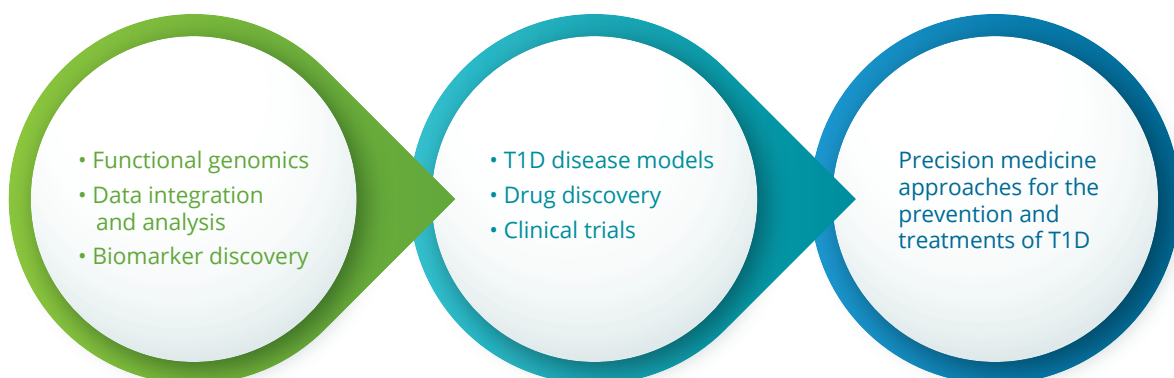 • Functional genomics
• Data integration
and analysis
• Biomarker discovery
• T1D disease models
• Drug discovery
• Clinical trials
Precision medicine
approaches for the
prevention and
treatments of T1D